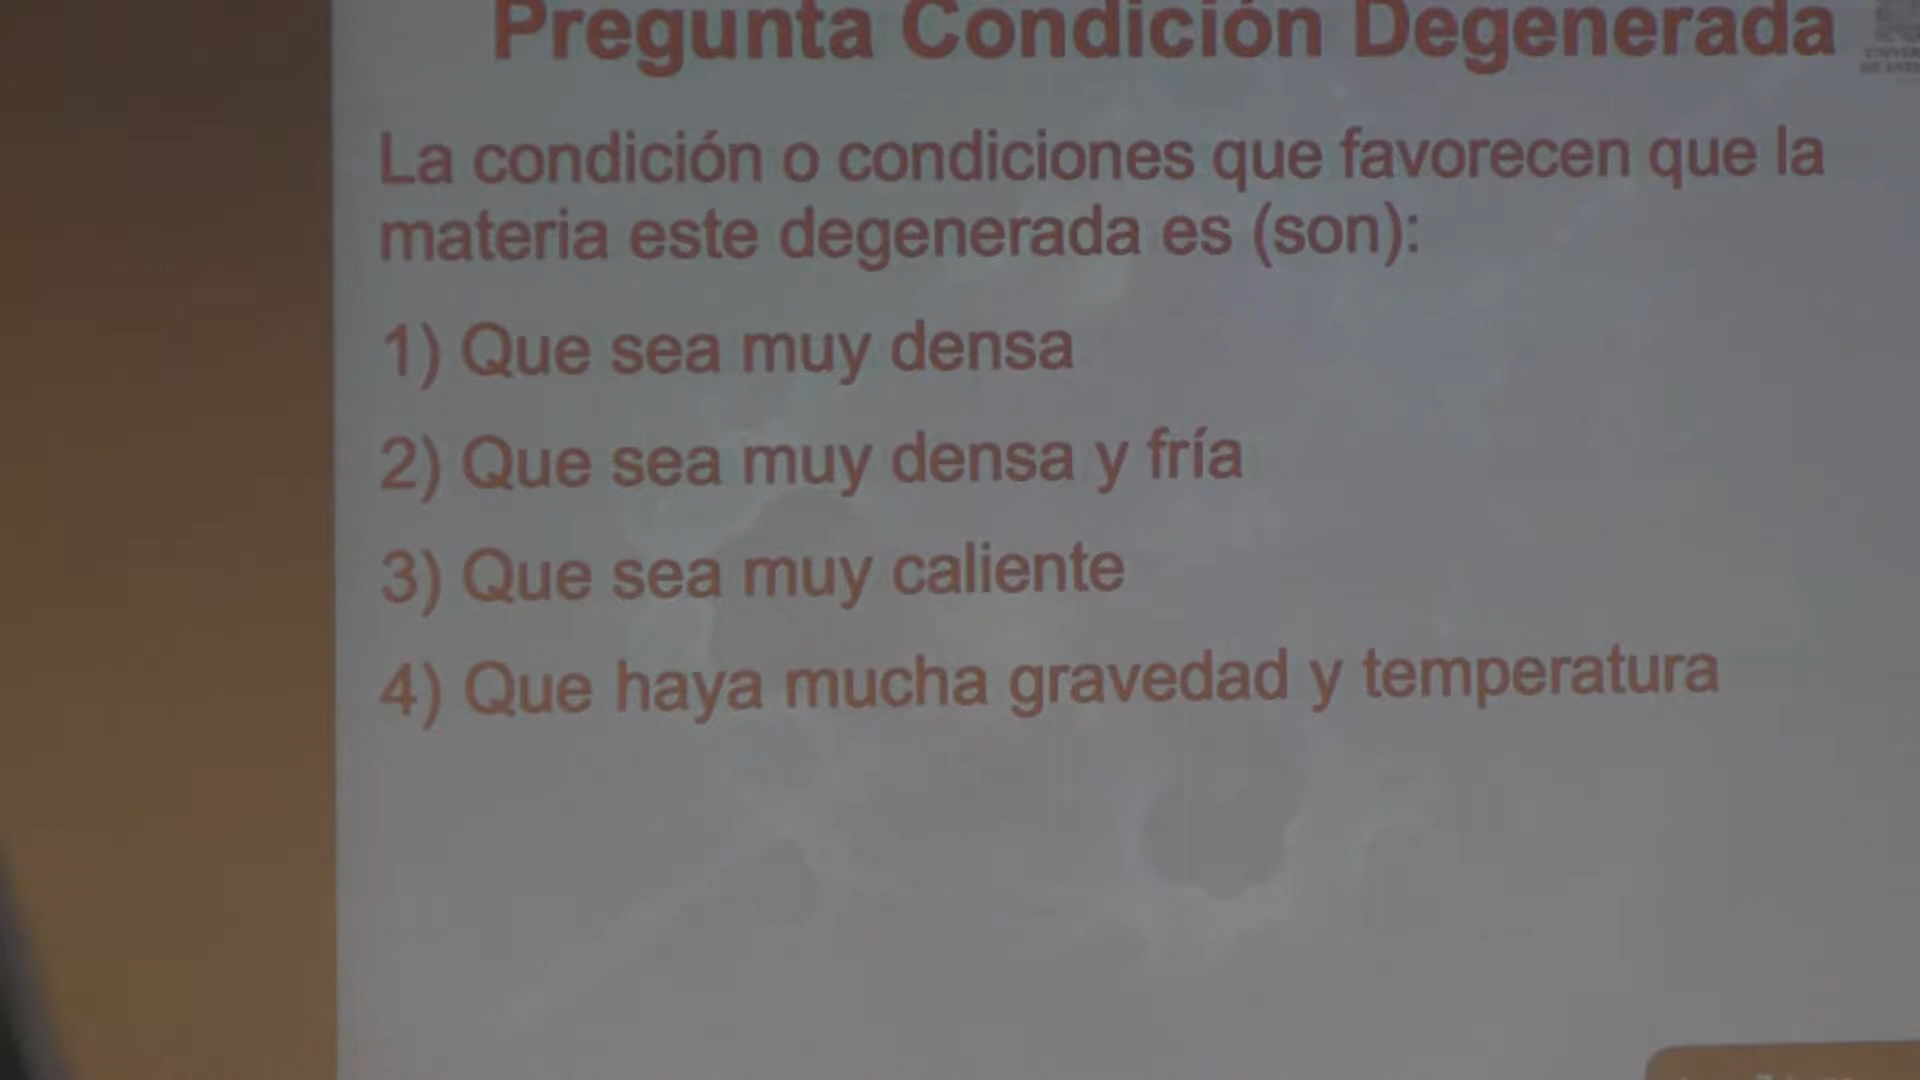 Pregunta Condición Degenerada
La condición o condiciones que favorecen que la
materia este degenerada es (son):
1) Que sea muy densa
2) Que sea muy densa y fría
3) Que sea muy caliente
4) Que haya mucha gravedad y temperatura